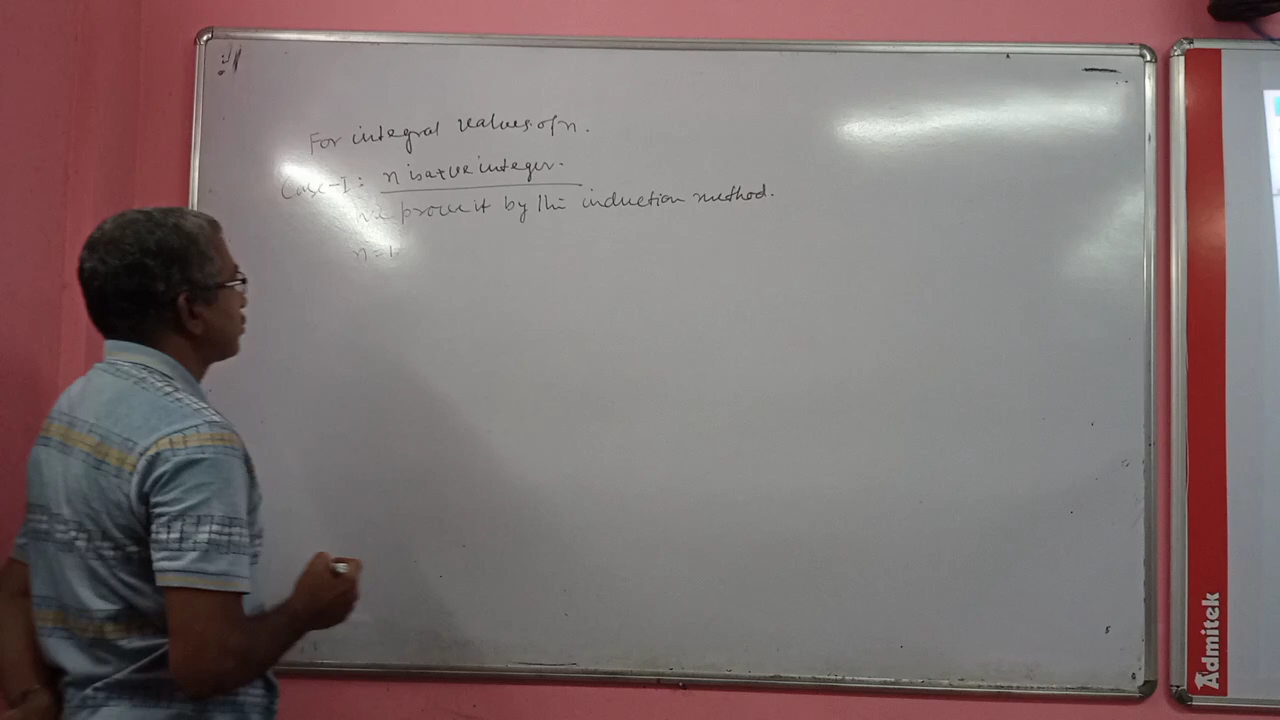 For integral values of n.
Case-I: n is a +ve integer.
we prove it by the induction method.
n=1
Admitek